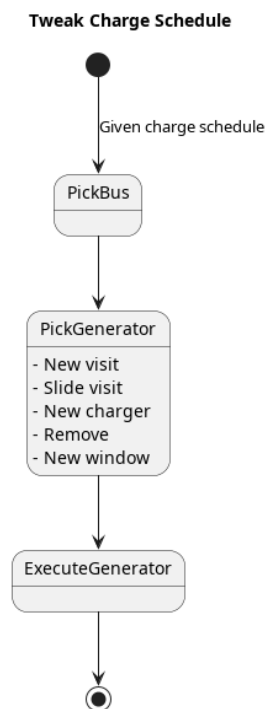 Tweak Charge Schedule
Given charge schedule
PickBus
PickGenerator
- New visit
- Slide visit
- New charger
- Remove
- New window
ExecuteGenerator